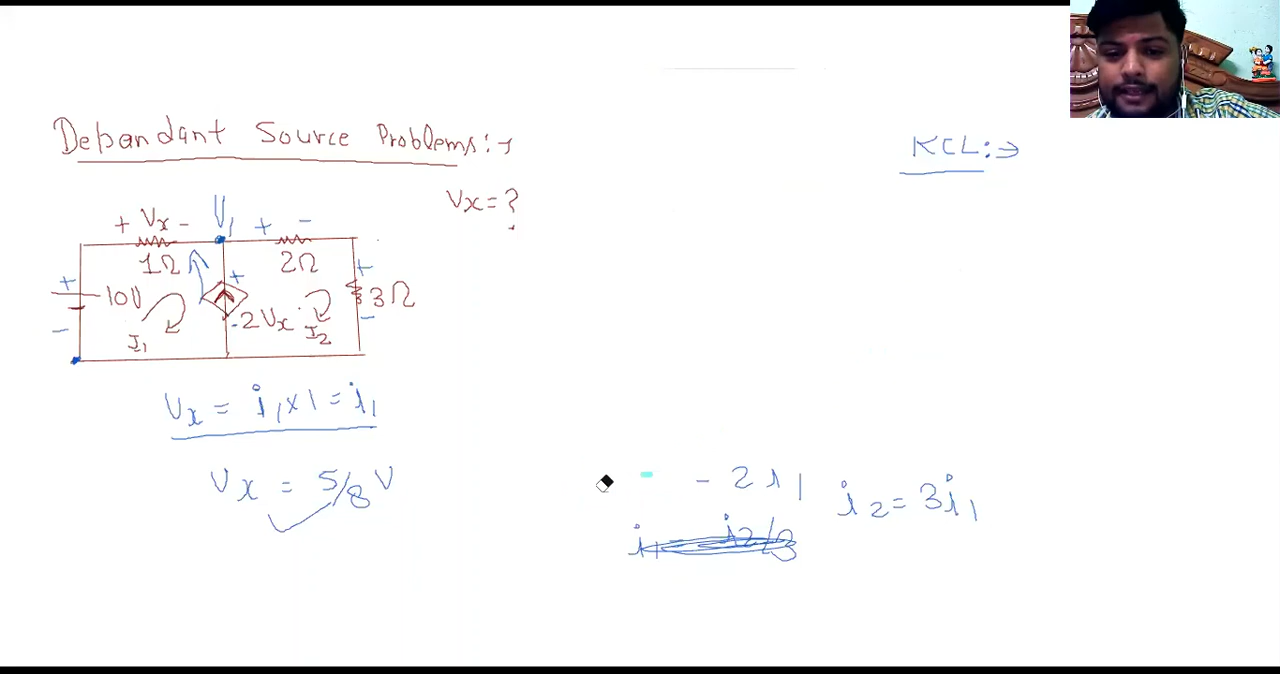 Debandant Source Problems:→
KCL:→
Vx = ?
+ Vx - V1 + -
1Ω 2Ω
+ + +
10V 3Ω
- -2Vx -
I1 I2
Vx = i1 x 1 = i1
Vx = 5/8 V
- 2i1 i2 = 3i1